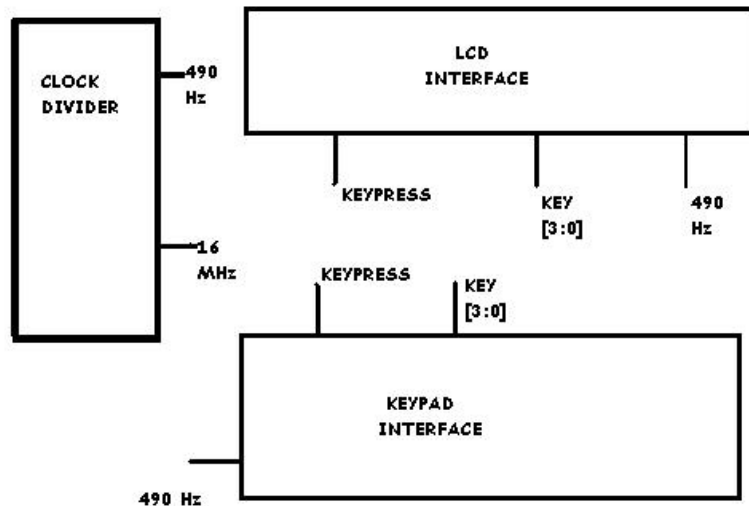 CLOCK
DIVIDER
490
Hz
16
MHz
LCD
INTERFACE
KEYPRESS
KEY
[3:0]
490
Hz
KEYPRESS
KEY
[3:0]
KEYPAD
INTERFACE
490 Hz